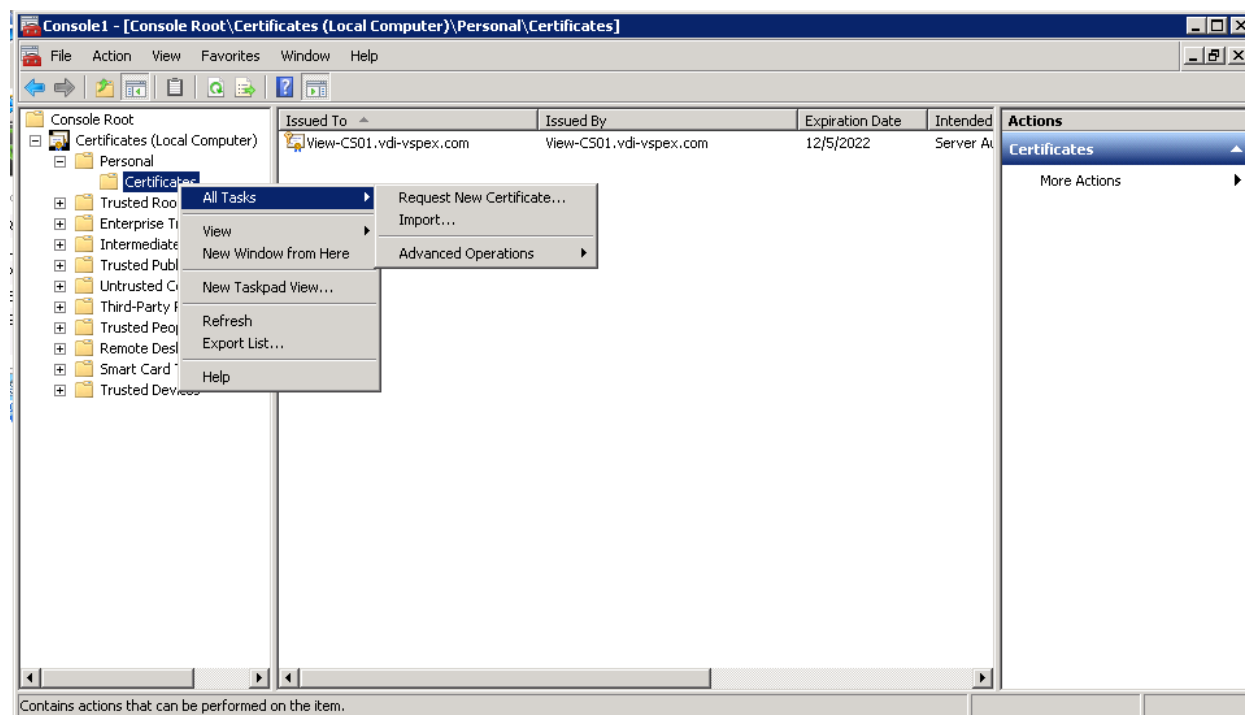 Console1 - [Console Root\Certificates (Local Computer)\Personal\Certificates]
File Action View Favorites Window Help
Console Root
Certificates (Local Computer)
Personal
Certificates
Trusted Roo
Enterprise T
Intermediate
Trusted Publ
Untrusted C
Third-Party
Trusted Peo
Remote Desl
Smart Card
Trusted Devices
All Tasks
View
New Window from Here
New Taskpad View...
Refresh
Export List...
Help
Request New Certificate...
Import...
Advanced Operations
Issued To Issued By Expiration Date Intended
View-CS01.vdi-vspex.com View-CS01.vdi-vspex.com 12/5/2022 Server Au
Actions
Certificates
More Actions
Contains actions that can be performed on the item.